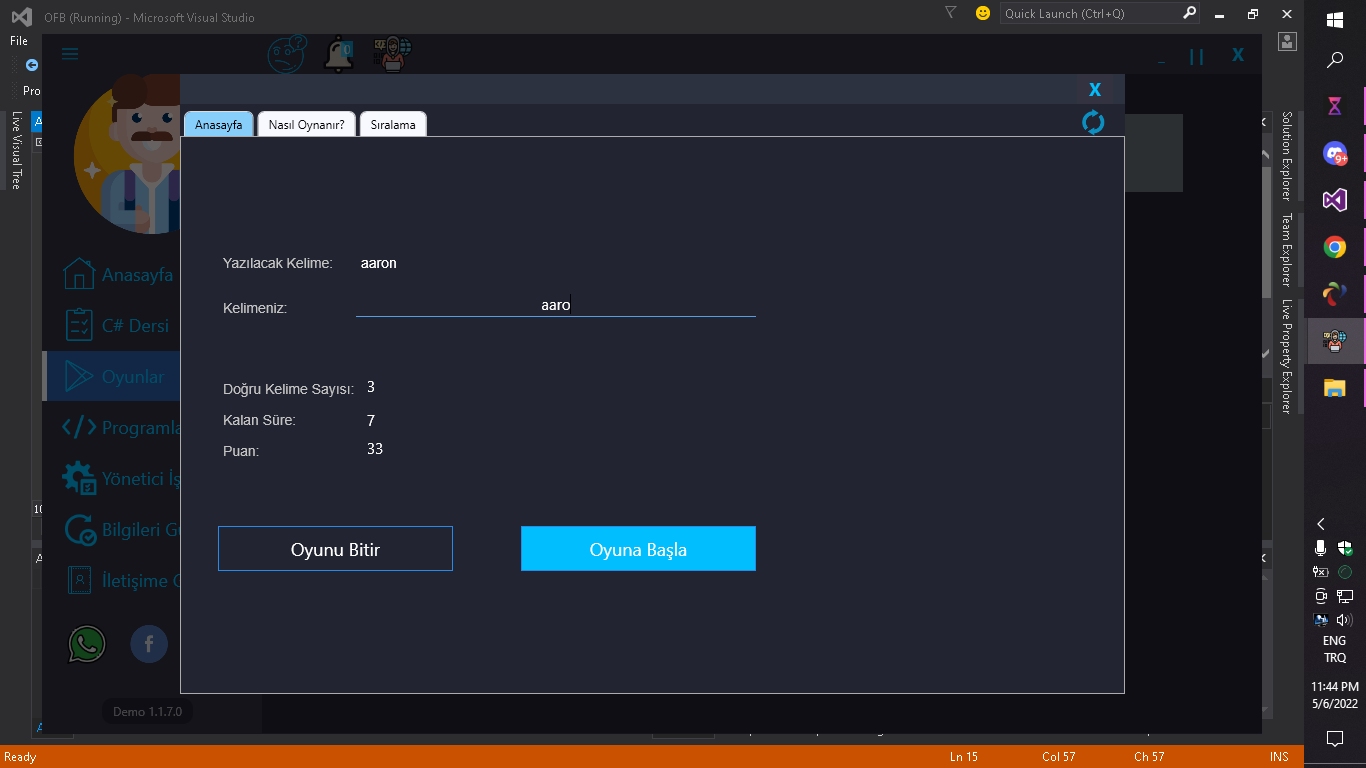 OFB (Running) - Microsoft Visual Studio
Quick Launch (Ctrl+Q)
File
0
X
Pro
X
Anasayfa
Nasıl Oynanır?
Sıralama
Live Visual Tree
Solution Explorer
Team Explorer
Live Property Explorer
9+
Yazılacak Kelime: aaron
Kelimeniz: aaro
Doğru Kelime Sayısı: 3
Kalan Süre: 7
Puan: 33
Oyunu Bitir
Oyuna Başla
Anasayfa
C# Dersi
Oyunlar
Programla
Yönetici İş
Bilgileri G
İletişime
Demo 1.1.7.0
ENG
TRQ
11:44 PM
5/6/2022
Ready
Ln 15
Col 57
Ch 57
INS